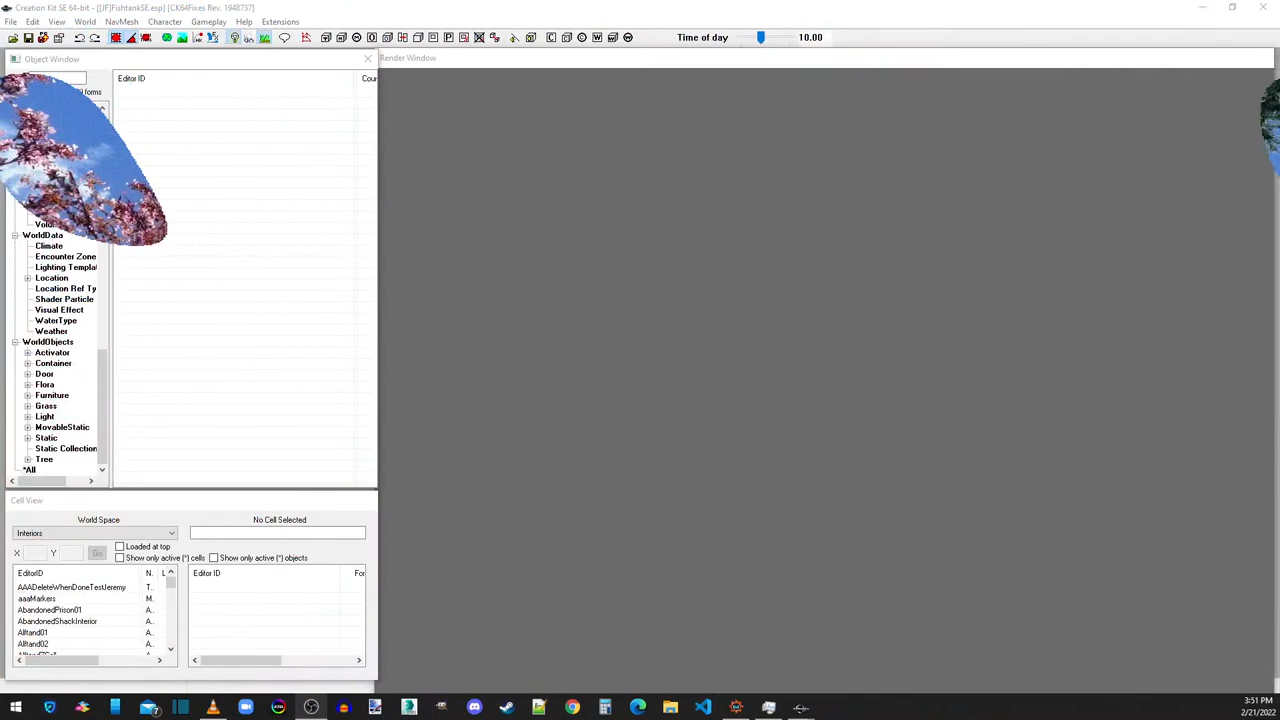 Creation Kit SE 64-bit - [[JF]FishtankSE.esp] [CK64Fixes Rev. 1948737]
File Edit View World NavMesh Character Gameplay Help Extensions
Time of day 10.00
Object Window
Render Window
Editor ID Cour
forms
WorldData
Climate
Encounter Zone
Lighting Templat
Location
Location Ref Ty
Shader Particle
Visual Effect
WaterType
Weather
WorldObjects
Activator
Container
Door
Flora
Furniture
Grass
Light
MovableStatic
Static
Static Collection
Tree
*All
Cell View
World Space
No Cell Selected
Interiors
X Y Go
Loaded at top
Show only active (*) cells
Show only active (*) objects
EditorID N. L
Editor ID For
AAADeleteWhenDoneTestJeremy T..
aaaMarkers M.
AbandonedPrison01 A..
AbandonedShackInterior A..
Alftand01 A..
Alftand02 A..
3:51 PM
2/21/2022